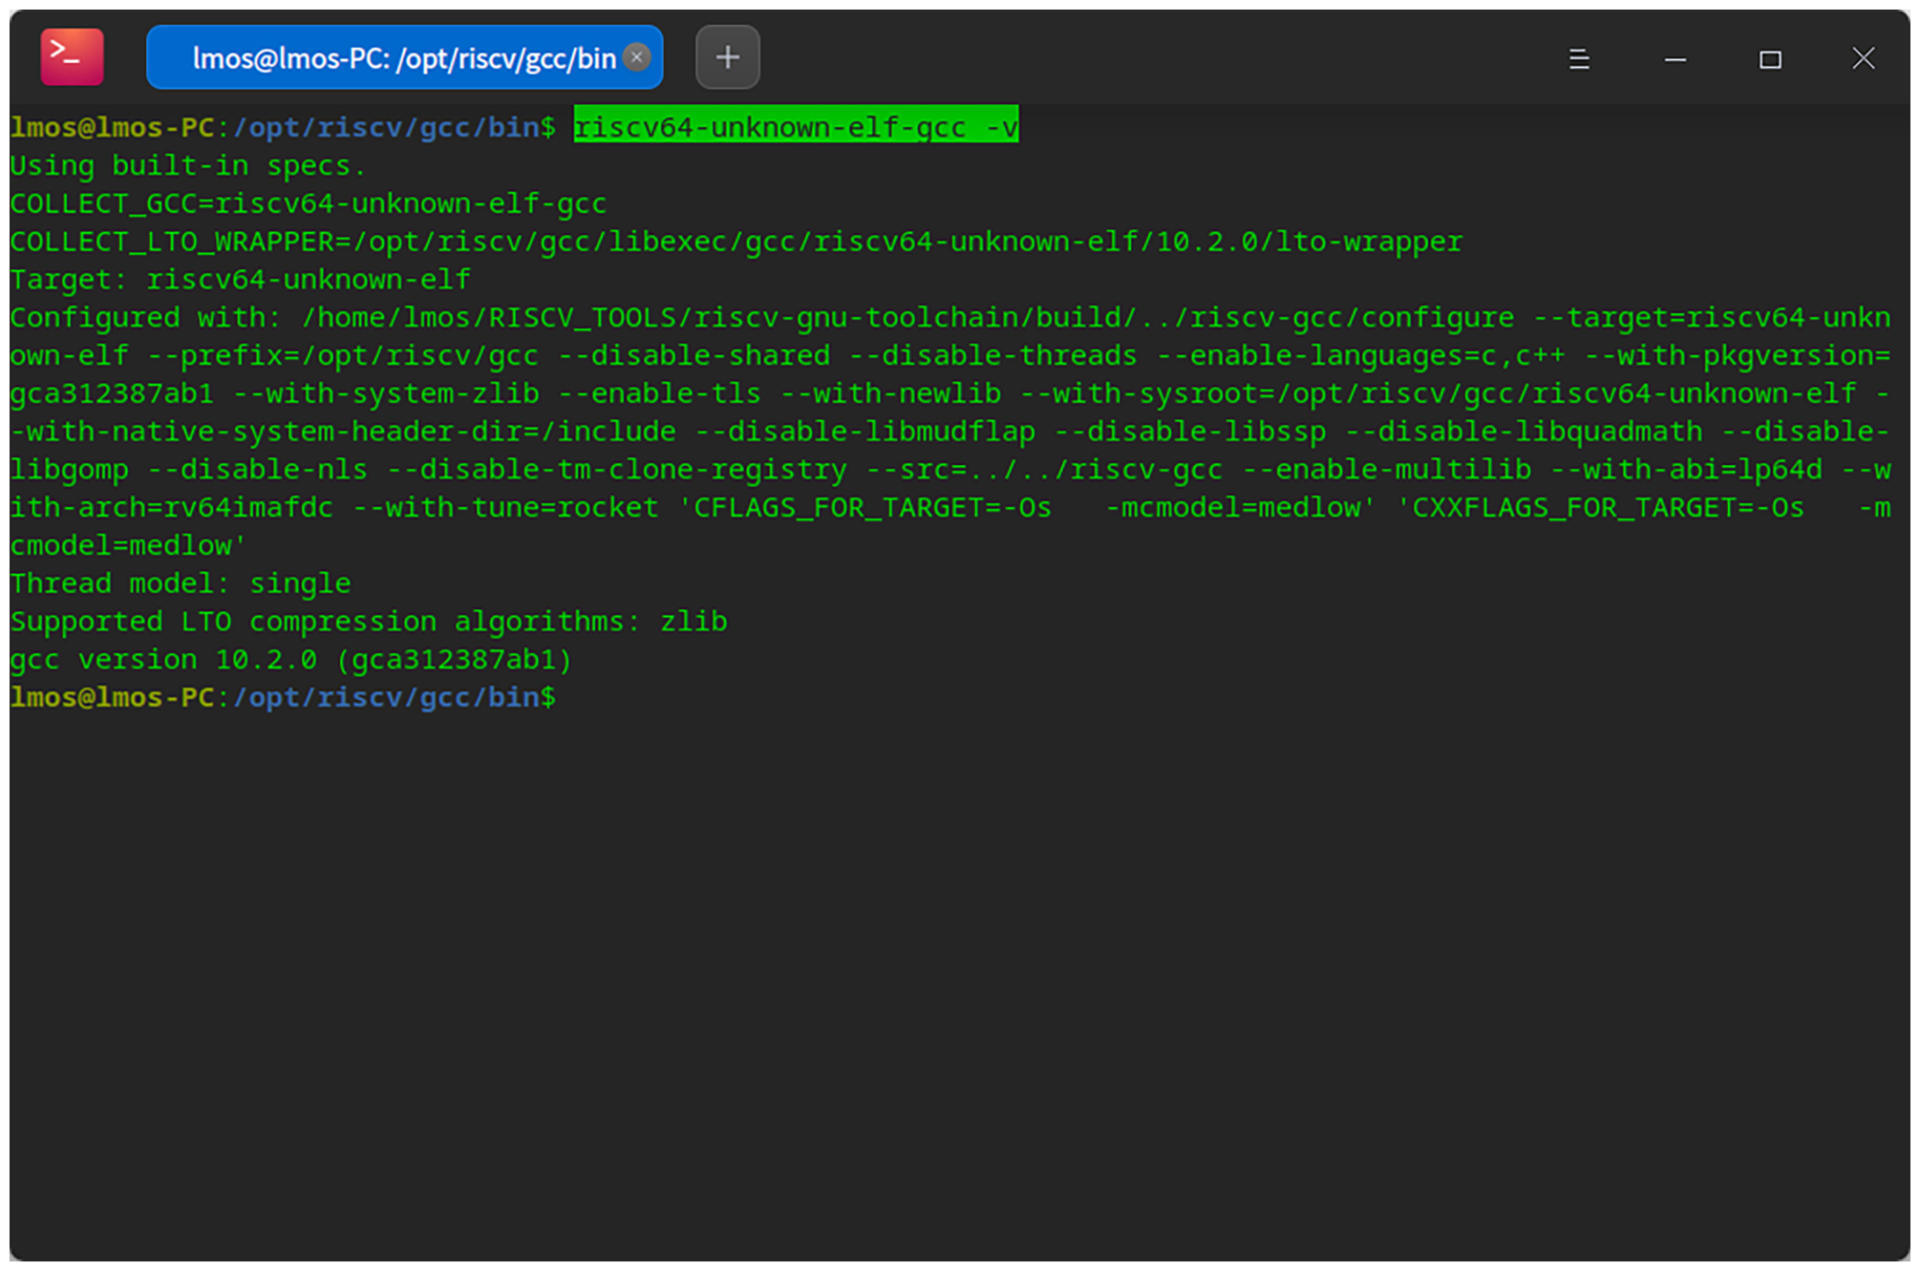 lmos@lmos-PC: /opt/riscv/gcc/bin
lmos@lmos-PC:/opt/riscv/gcc/bin$ riscv64-unknown-elf-gcc -v
Using built-in specs.
COLLECT_GCC=riscv64-unknown-elf-gcc
COLLECT_LTO_WRAPPER=/opt/riscv/gcc/libexec/gcc/riscv64-unknown-elf/10.2.0/lto-wrapper
Target: riscv64-unknown-elf
Configured with: /home/lmos/RISCV_TOOLS/riscv-gnu-toolchain/build/../riscv-gcc/configure --target=riscv64-unkn
own-elf --prefix=/opt/riscv/gcc --disable-shared --disable-threads --enable-languages=c,c++ --with-pkgversion=
gca312387ab1 --with-system-zlib --enable-tls --with-newlib --with-sysroot=/opt/riscv/gcc/riscv64-unknown-elf -
-with-native-system-header-dir=/include --disable-libmudflap --disable-libssp --disable-libquadmath --disable-
libgomp --disable-nls --disable-tm-clone-registry --src=../../riscv-gcc --enable-multilib --with-abi=lp64d --w
ith-arch=rv64imafdc --with-tune=rocket 'CFLAGS_FOR_TARGET=-Os   -mcmodel=medlow' 'CXXFLAGS_FOR_TARGET=-Os   -m
cmodel=medlow'
Thread model: single
Supported LTO compression algorithms: zlib
gcc version 10.2.0 (gca312387ab1)
lmos@lmos-PC:/opt/riscv/gcc/bin$